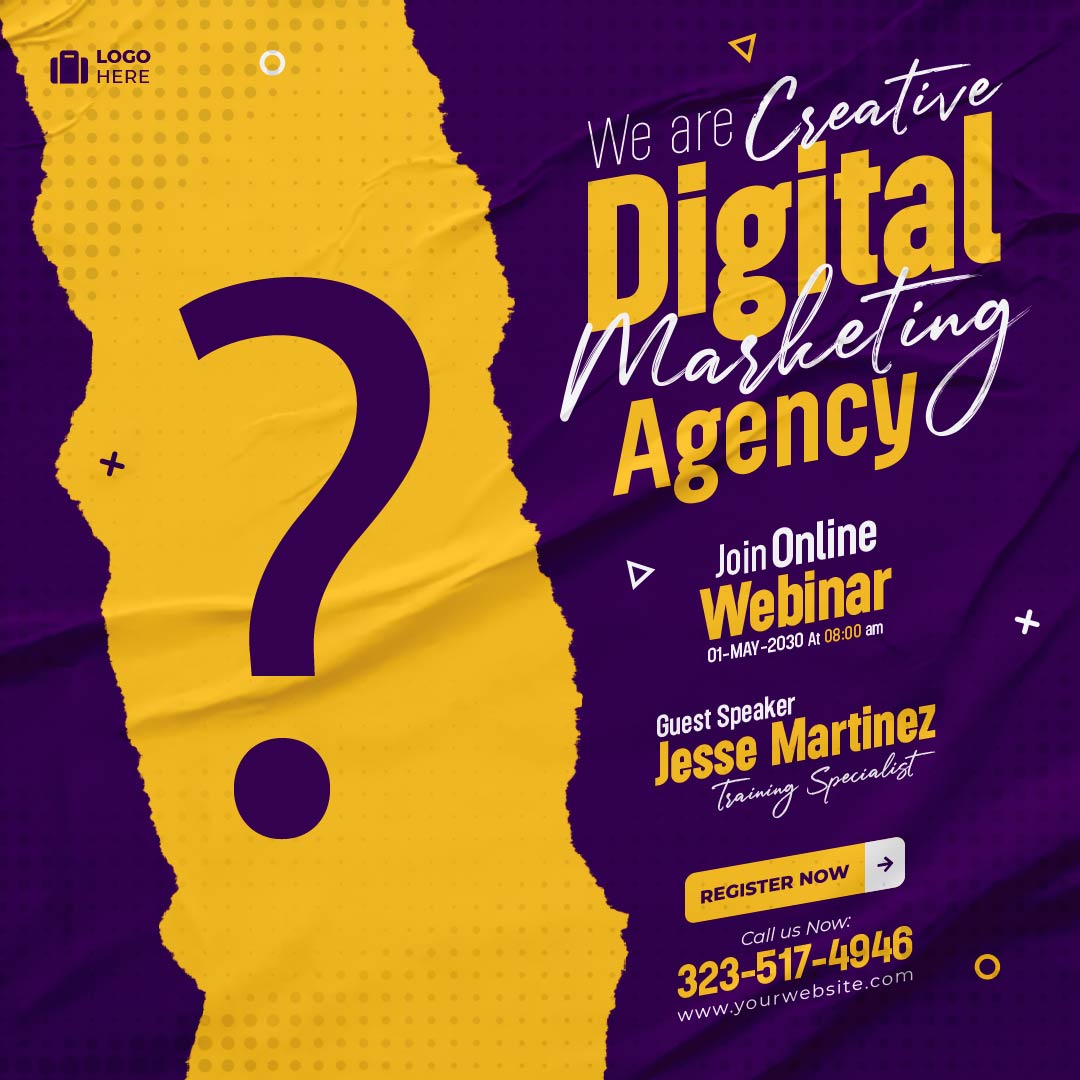 LOGO
HERE
?
We are Creative
Digital
Marketing
Agency
Join Online
Webinar
01-MAY-2030 At 08:00 am
Guest Speaker
Jesse Martinez
Training Specialist
REGISTER NOW
Call us Now:
323-517-4946
www.yourwebsite.com